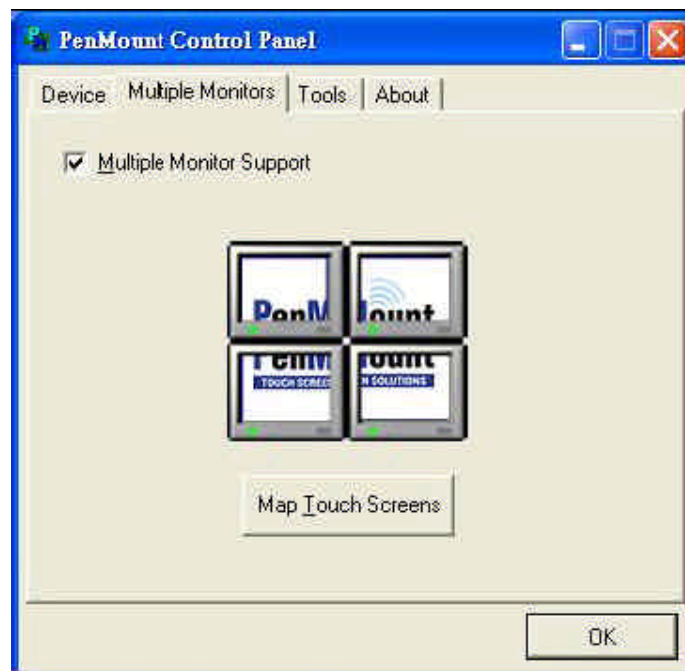 PenMount Control Panel
Device Multiple Monitors Tools About
Multiple Monitor Support
PenMount
PenMount
TOUCH SCREEN SOLUTIONS
Map Touch Screens
OK